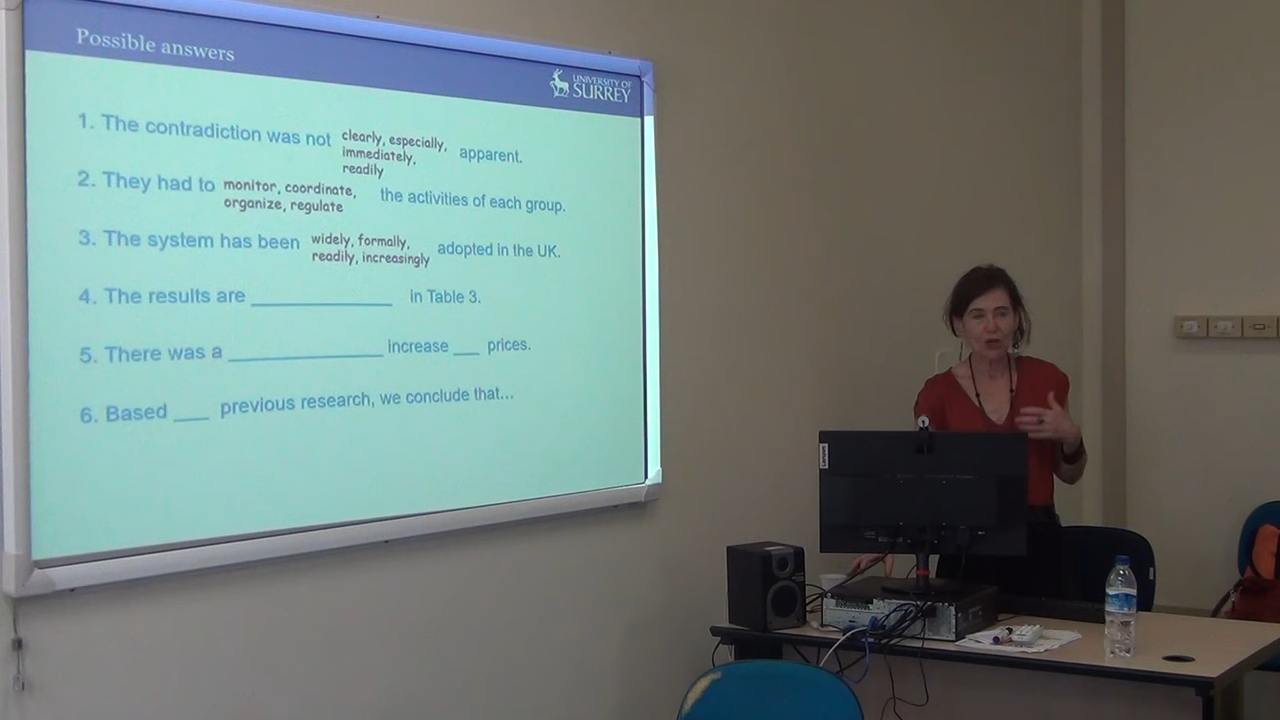 Possible answers
UNIVERSITY OF
SURREY
1. The contradiction was not clearly, especially, immediately, readily apparent.
2. They had to monitor, coordinate, organize, regulate the activities of each group.
3. The system has been widely, formally, readily, increasingly adopted in the UK.
4. The results are ______________ in Table 3.
5. There was a ______________ increase ___ prices.
6. Based ___ previous research, we conclude that...
Lenovo